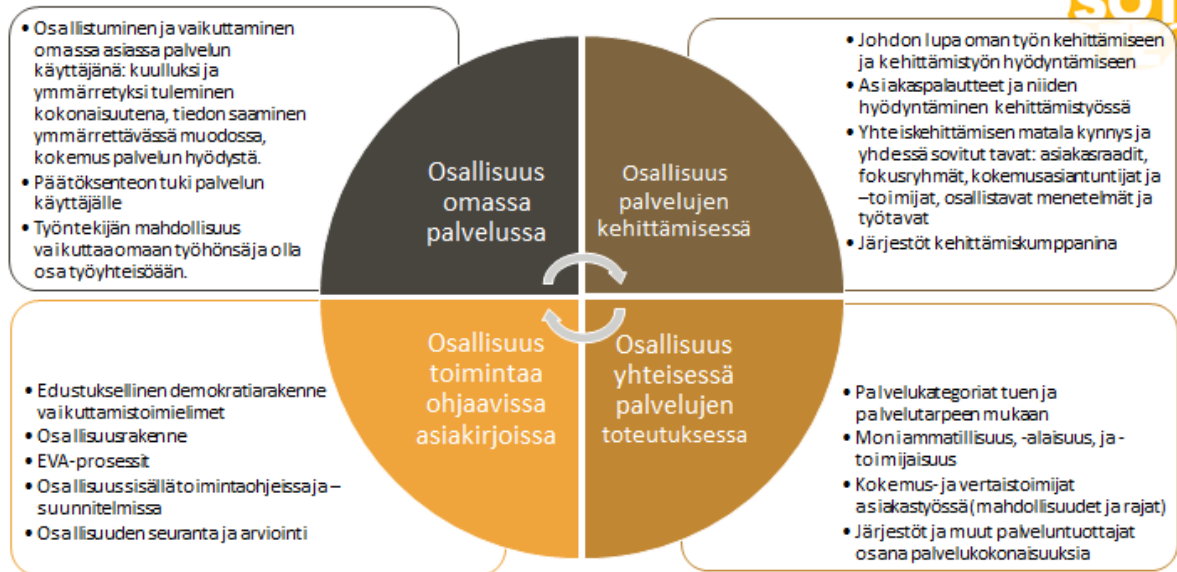 • Osallistuminen ja vaikuttaminen
omassa asiassa palvelun
käyttäjänä: kuulluksi ja
ymmärretyksi tuleminen
kokonaisuutena, tiedon saaminen
ymmärrettävässä muodossa,
kokemus palvelun hyödystä.
• Päätöksenteon tuki palvelun
käyttäjälle
• Työntekijän mahdollisuus
vaikuttaa omaan työhönsä ja olla
osa työyhteisöään.
Osallisuus
omassa
palvelussa
Osallisuus
palvelujen
kehittämisessä
• Johdon lupa oman työn kehittämiseen
ja kehittämistyön hyödyntämiseen
• Asiakaspalautteet ja niiden
hyödyntäminen kehittämistyössä
• Yhteiskehittämisen matala kynnys ja
yhdessä sovitut tavat: asiakasraadit,
fokusryhmät, kokemusasiantuntijat ja
–toimijat, osallistavat menetelmät ja
työtavat
• Järjestöt kehittämiskumppanina
• Edustuksellinen demokratiarakenne
vaikuttamistoimielimet
• Osallisuusrakenne
• EVA-prosessit
• Osallisuus sisällä toimintaohjeissa ja –
suunnitelmissa
• Osallisuuden seuranta ja arviointi
Osallisuus
toimintaa
ohjaavissa
asiakirjoissa
Osallisuus
yhteisessä
palvelujen
toteutuksessa
• Palvelukategoriat tuen ja
palvelutarpeen mukaan
• Moniammatillisuus, -alaisuus, ja -
toimijaisuus
• Kokemus- ja vertaistoimijat
asiakastyössä (mahdollisuudet ja rajat)
• Järjestöt ja muut palveluntuottajat
osana palvelukokonaisuuksia